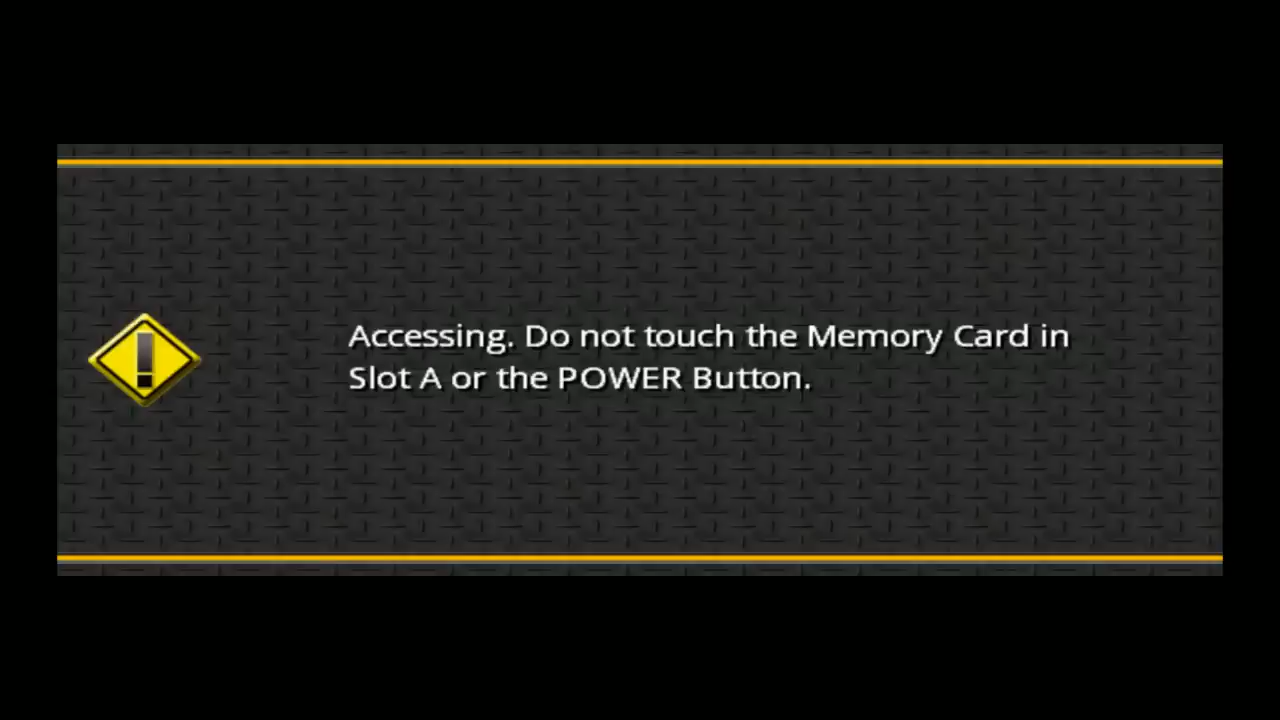 Accessing. Do not touch the Memory Card in
Slot A or the POWER Button.